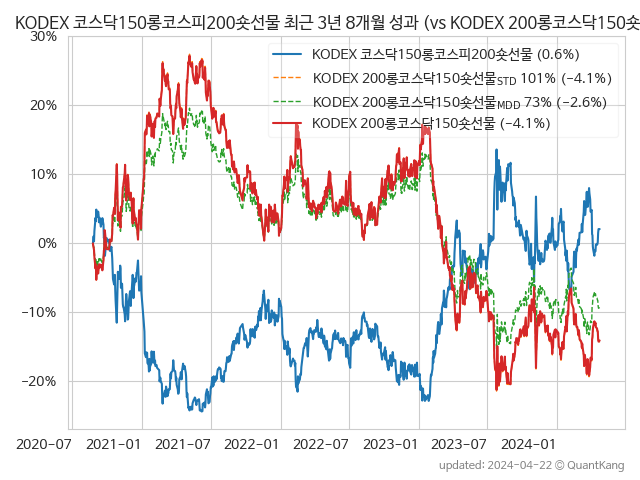 KODEX 코스닥150롱코스피200숏선물 최근 3년 8개월 성과 (vs KODEX 200롱코스닥150숏
30%
20%
10%
0%
−10%
−20%
KODEX 코스닥150롱코스피200숏선물 (0.6%)
KODEX 200롱코스닥150숏선물STD 101% (−4.1%)
KODEX 200롱코스닥150숏선물MDD 73% (−2.6%)
KODEX 200롱코스닥150숏선물 (−4.1%)
2020-07 2021-01 2021-07 2022-01 2022-07 2023-01 2023-07 2024-01
updated: 2024-04-22 © QuantKang